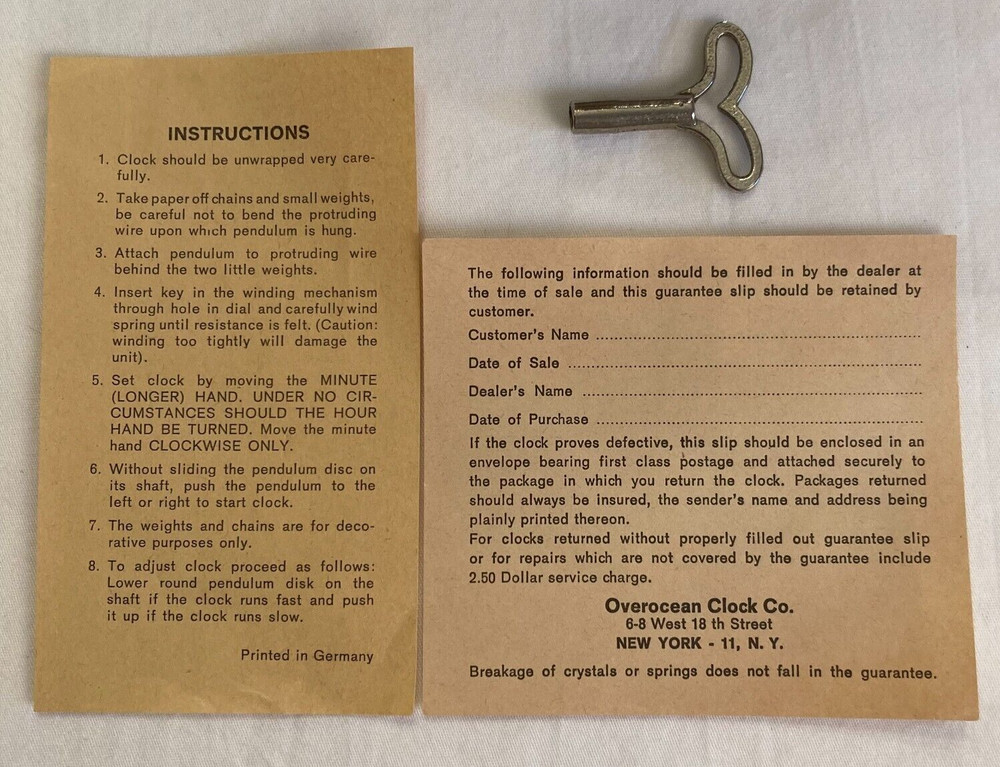 INSTRUCTIONS
1. Clock should be unwrapped very care-
fully.
2. Take paper off chains and small weights,
be careful not to bend the protruding
wire upon which pendulum is hung.
3. Attach pendulum to protruding wire
behind the two little weights.
4. Insert key in the winding mechanism
through hole in dial and carefully wind
spring until resistance is felt. (Caution:
winding too tightly will damage the
unit).
5. Set clock by moving the MINUTE
(LONGER) HAND. UNDER NO CIR-
CUMSTANCES SHOULD THE HOUR
HAND BE TURNED. Move the minute
hand CLOCKWISE ONLY.
6. Without sliding the pendulum disc on
its shaft, push the pendulum to the
left or right to start clock.
7. The weights and chains are for deco-
rative purposes only.
8. To adjust clock proceed as follows:
Lower round pendulum disk on the
shaft if the clock runs fast and push
it up if the clock runs slow.
Printed in Germany
The following information should be filled in by the dealer at
the time of sale and this guarantee slip should be retained by
customer.
Customer's Name ................................................
Date of Sale ................................................
Dealer's Name ................................................
Date of Purchase ................................................
If the clock proves defective, this slip should be enclosed in an
envelope bearing first class postage and attached securely to
the package in which you return the clock. Packages returned
should always be insured, the sender's name and address being
plainly printed thereon.
For clocks returned without properly filled out guarantee slip
or for repairs which are not covered by the guarantee include
2.50 Dollar service charge.
Overocean Clock Co.
6-8 West 18 th Street
NEW YORK - 11, N. Y.
Breakage of crystals or springs does not fall in the guarantee.